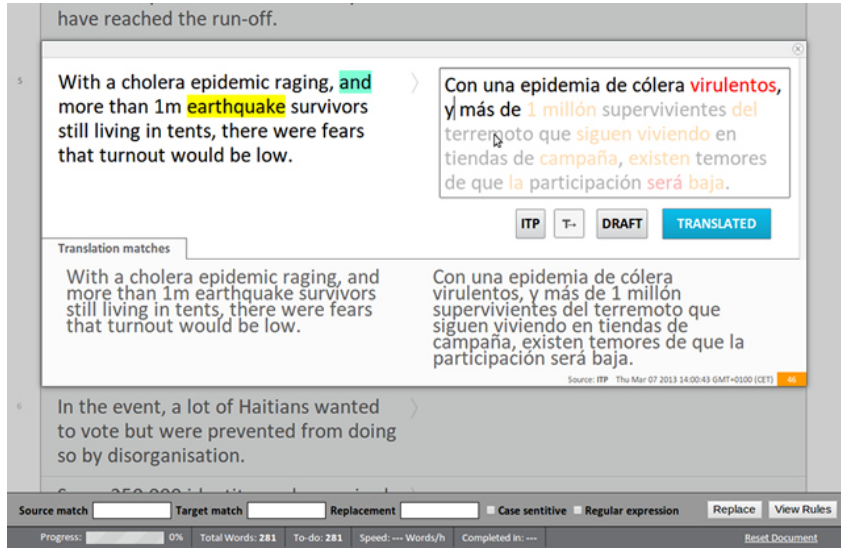 have reached the run-off.
5
With a cholera epidemic raging, and
more than 1m earthquake survivors
still living in tents, there were fears
that turnout would be low.
Con una epidemia de cólera virulentos,
y más de 1 millón supervivientes del
terremoto que siguen viviendo en
tiendas de campaña, existen temores
de que la participación será baja.
ITP T→ DRAFT TRANSLATED
Translation matches
With a cholera epidemic raging, and
more than 1m earthquake survivors
still living in tents, there were fears
that turnout would be low.
Con una epidemia de cólera
virulentos, y más de 1 millón
supervivientes del terremoto que
siguen viviendo en tiendas de
campaña, existen temores de que la
participación será baja.
Source: ITP Thu Mar 07 2013 14:00:43 GMT+0100 (CET) 46
6
In the event, a lot of Haitians wanted
to vote but were prevented from doing
so by disorganisation.
Source match Target match Replacement Case sentitive Regular expression Replace View Rules
Progress: 0% Total Words: 281 To-do: 281 Speed: --- Words/h Completed in: --- Reset Document